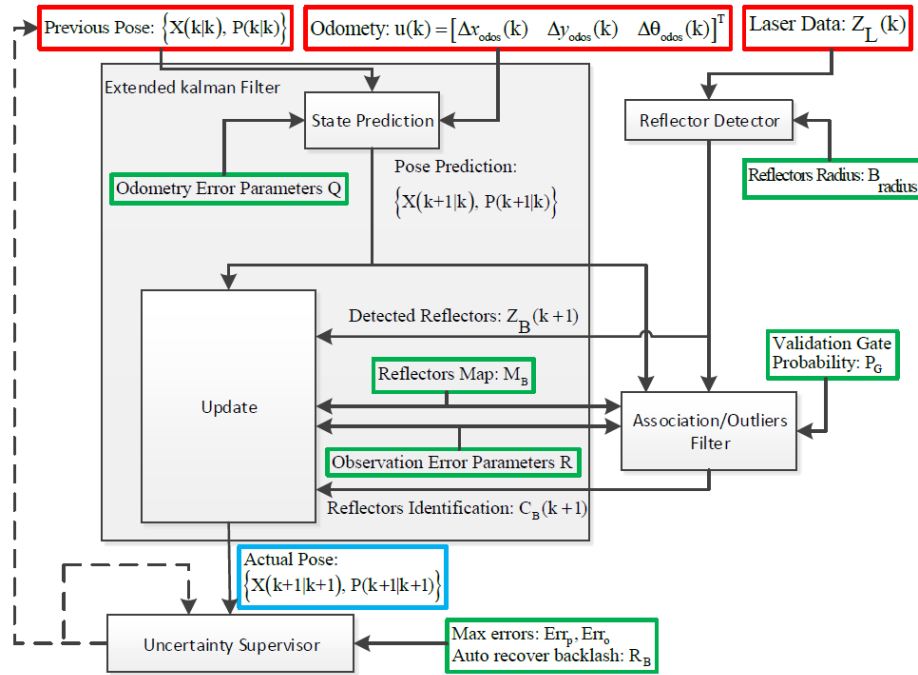 Previous Pose: {X(k|k), P(k|k)}
Odomety: u(k) = [Δx_odos(k) Δy_odos(k) Δθ_odos(k)]^T
Laser Data: Z_L(k)
Extended kalman Filter
State Prediction
Reflector Detector
Pose Prediction:
{X(k+1|k), P(k+1|k)}
Odometry Error Parameters Q
Reflectors Radius: B_radius
Detected Reflectors: Z_B(k+1)
Validation Gate
Probability: P_G
Reflectors Map: M_B
Update
Association/Outliers
Filter
Observation Error Parameters R
Reflectors Identification: C_B(k+1)
Actual Pose:
{X(k+1|k+1), P(k+1|k+1)}
Uncertainty Supervisor
Max errors: Err_p, Err_o
Auto recover backlash: R_B